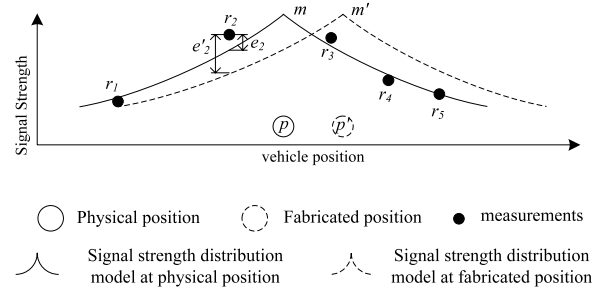 m m'
r2
e'2 e2
r3
r1
r4
r5
Signal Strength
p p'
vehicle position
Physical position Fabricated position measurements
Signal strength distribution Signal strength distribution
model at physical position model at fabricated position